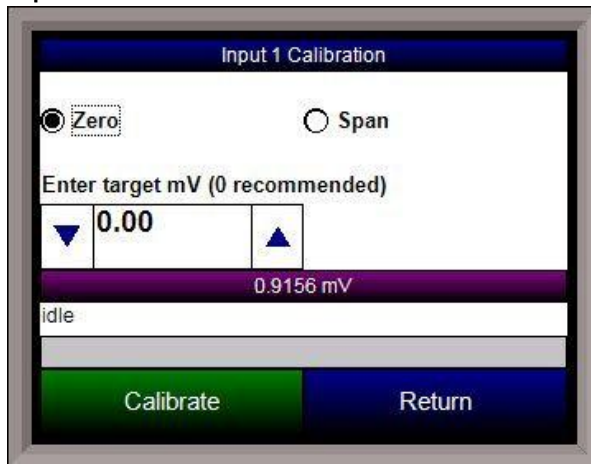 Input 1 Calibration
Zero Span
Enter target mV (0 recommended)
0.00
0.9156 mV
idle
Calibrate Return